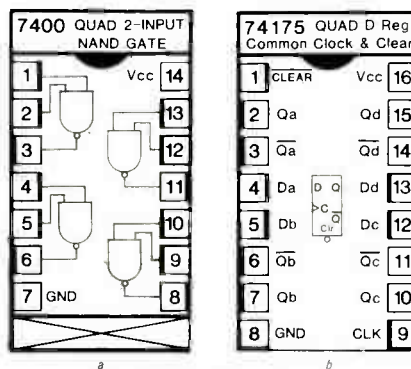 7400 QUAD 2-INPUT
NAND GATE
1 Vcc 14
2 13
3 12
4 11
5 10
6 9
7 GND 8
a
74175 QUAD D Reg
Common Clock & Clear
1 CLEAR Vcc 16
2 Qa Qd 15
3 Qa Qd 14
4 Da D Q Dd 13
>C Q
5 Db Clr Dc 12
6 Qb Qc 11
7 Qb Qc 10
8 GND CLK 9
b